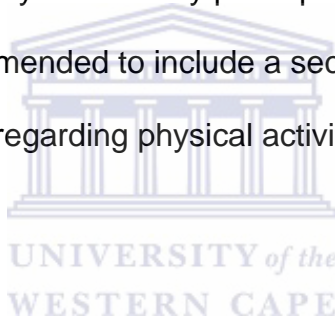 mended to include a sec
regarding physical activi
UNIVERSITY of the
WESTERN CAPE